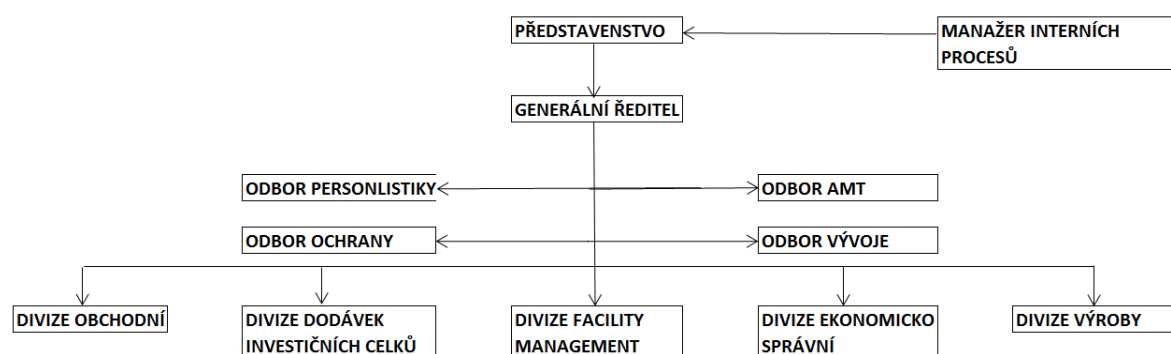 PŘEDSTAVENSTVO
MANAŽER INTERNÍCH
PROCESŮ
GENERÁLNÍ ŘEDITEL
ODBOR PERSONLISTIKY
ODBOR AMT
ODBOR OCHRANY
ODBOR VÝVOJE
DIVIZE OBCHODNÍ
DIVIZE DODÁVEK
INVESTIČNÍCH CELKŮ
DIVIZE FACILITY
MANAGEMENT
DIVIZE EKONOMICKO
SPRÁVNÍ
DIVIZE VÝROBY